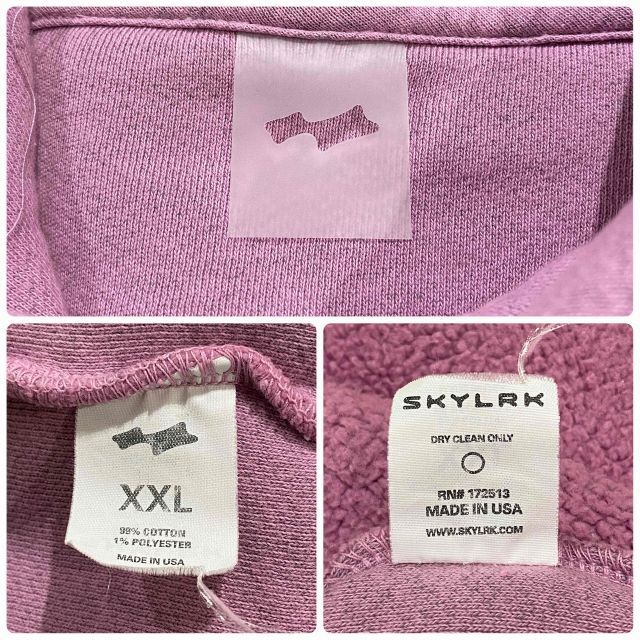 XXL
99% COTTON
1% POLYESTER
MADE IN USA
SKYLRK
DRY CLEAN ONLY
RN# 172513
MADE IN USA
WWW.SKYLRK.COM